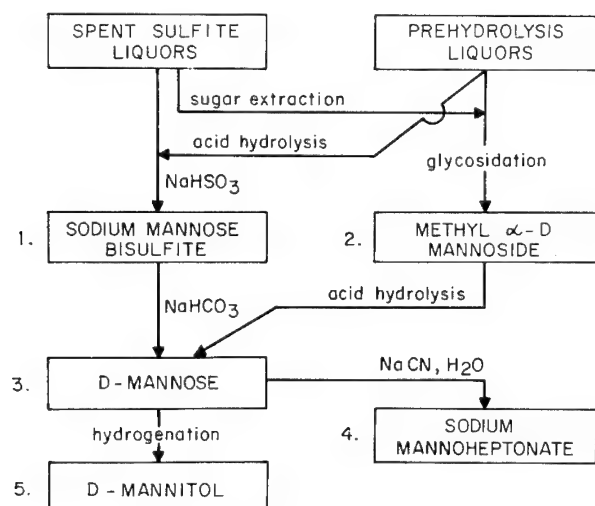 SPENT SULFITE
LIQUORS
PREHYDROLYSIS
LIQUORS
sugar extraction
acid hydrolysis
glycosidation
NaHSO3
1.
SODIUM MANNOSE
BISULFITE
2.
METHYL α-D
MANNOSIDE
NaHCO3
acid hydrolysis
3.
D-MANNOSE
NaCN, H2O
hydrogenation
4.
SODIUM
MANNOHEPTONATE
5.
D-MANNITOL